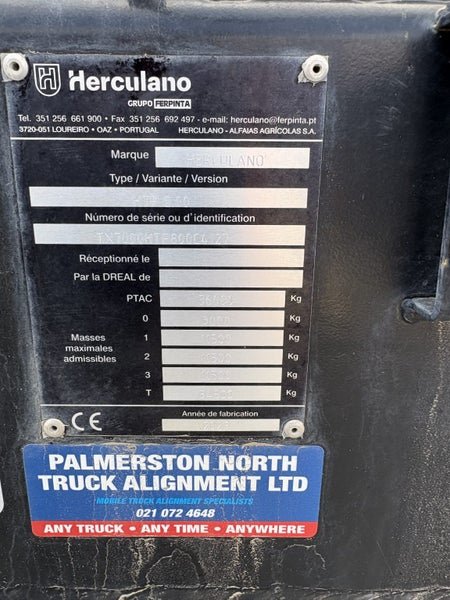 Herculano
GRUPO FERPINTA
Tel. 351 256 661 900 • Fax 351 256 692 497 - e-mail: herculano@ferpinta.pt
3720-051 LOUREIRO • OAZ • PORTUGAL HERCULANO - ALFAIAS AGRÍCOLAS S.A.
Marque HERCULANO
Type / Variante / Version
Número de série ou d'identification
Réceptionné le
Par la DREAL de
PTAC Kg
0 Kg
Masses maximales admissibles 1 Kg
2 Kg
3 Kg
T Kg
CE Année de fabrication
PALMERSTON NORTH
TRUCK ALIGNMENT LTD
MOBILE TRUCK ALIGNMENT SPECIALISTS
021 072 4648
ANY TRUCK • ANY TIME • ANYWHERE